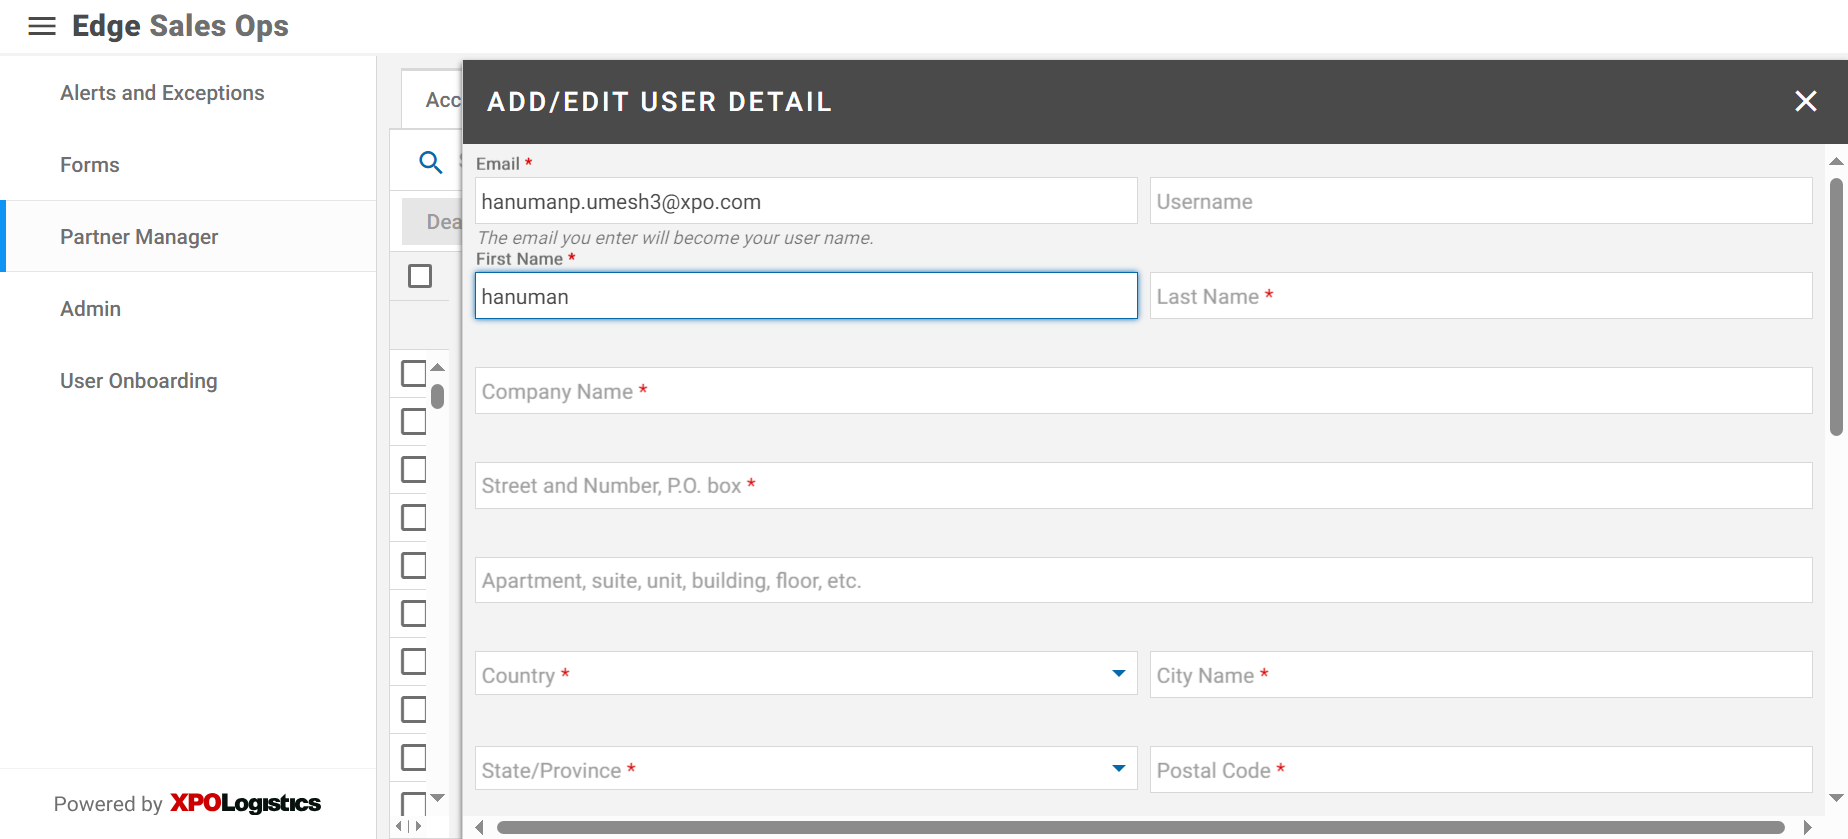 Edge Sales Ops
Alerts and Exceptions
Forms
Partner Manager
Admin
User Onboarding
Powered by XPOLogistics
Acc
Dea
ADD/EDIT USER DETAIL
Email *
hanumanp.umesh3@xpo.com
Username
The email you enter will become your user name.
First Name *
hanuman
Last Name *
Company Name *
Street and Number, P.O. box *
Apartment, suite, unit, building, floor, etc.
Country *
City Name *
State/Province *
Postal Code *